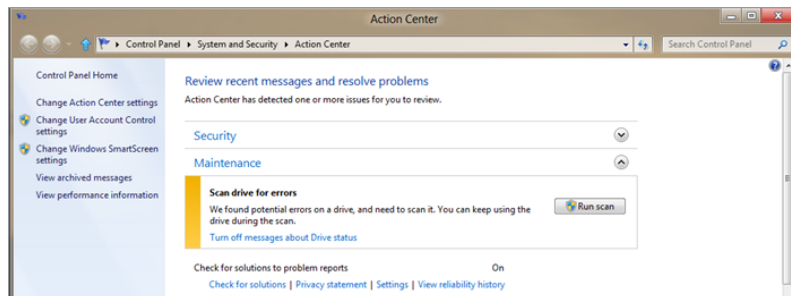 Action Center
Control Panel ▸ System and Security ▸ Action Center
Search Control Panel
Control Panel Home
Change Action Center settings
Change User Account Control
settings
Change Windows SmartScreen
settings
View archived messages
View performance information
Review recent messages and resolve problems
Action Center has detected one or more issues for you to review.
Security
Maintenance
Scan drive for errors
We found potential errors on a drive, and need to scan it. You can keep using the
drive during the scan.
Run scan
Turn off messages about Drive status
Check for solutions to problem reports On
Check for solutions | Privacy statement | Settings | View reliability history